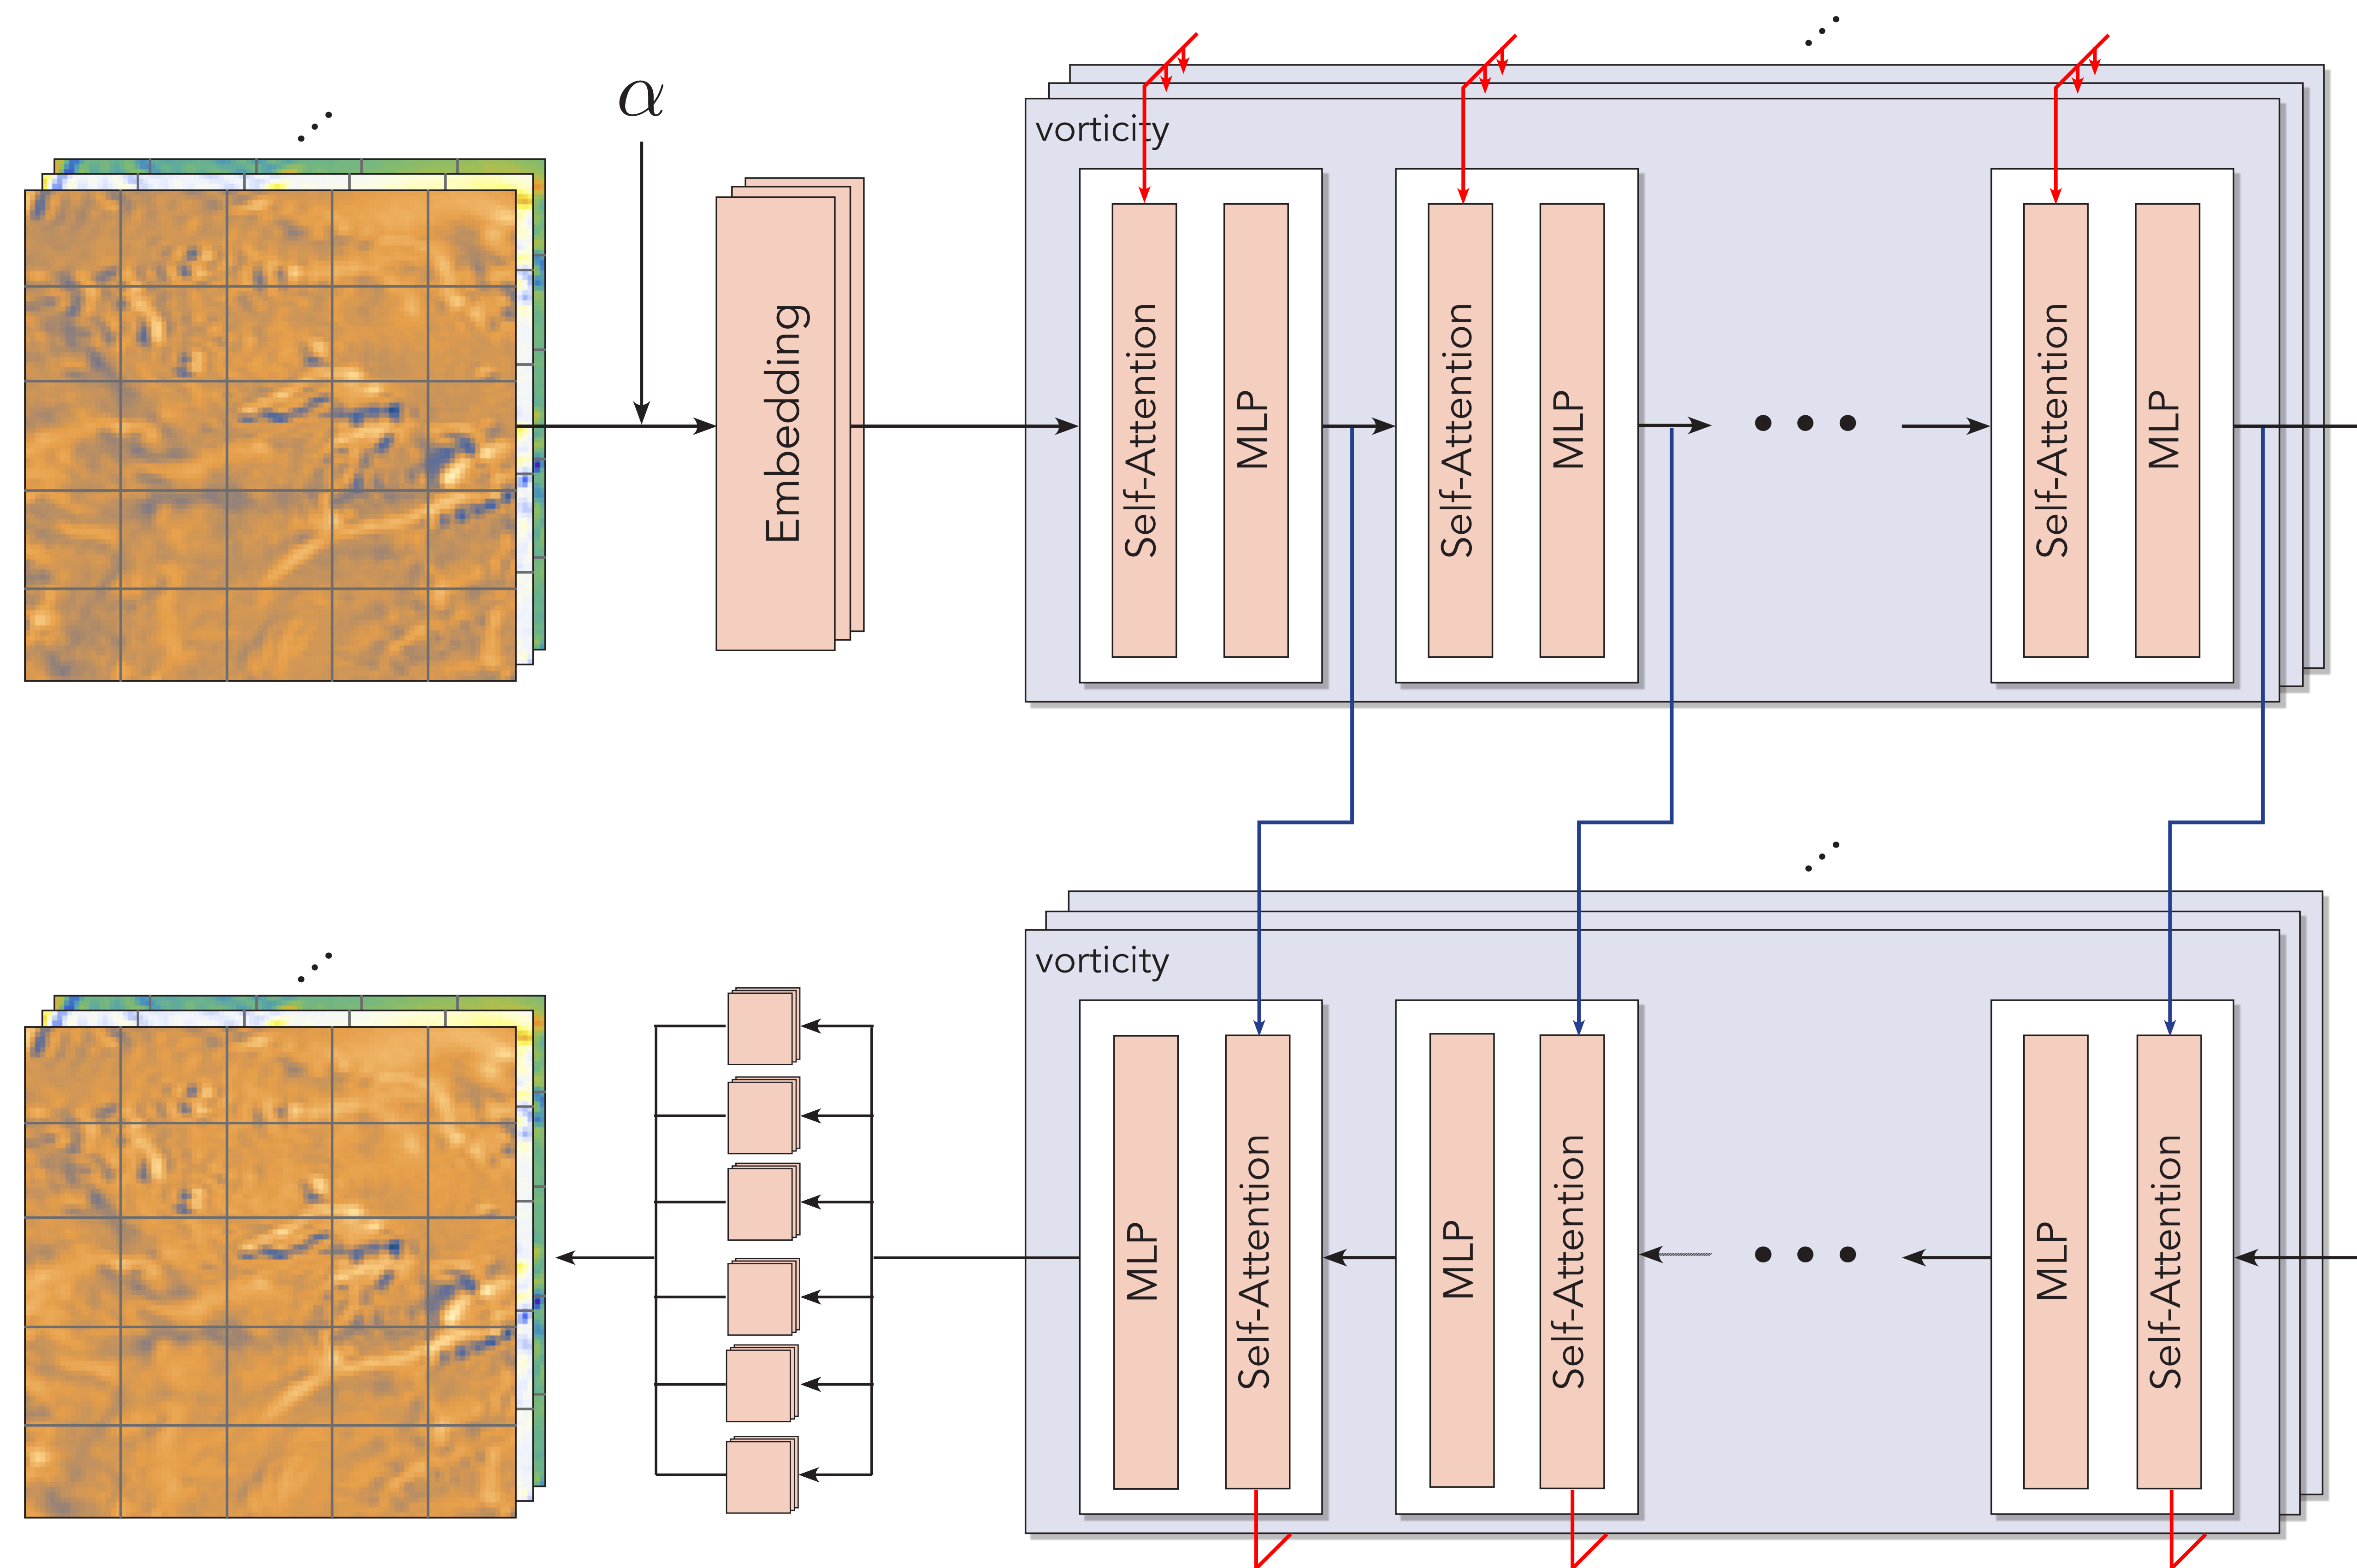 α
vorticity
Embedding
Self-Attention
MLP
Self-Attention
MLP
Self-Attention
MLP
vorticity
MLP
Self-Attention
MLP
Self-Attention
MLP
Self-Attention